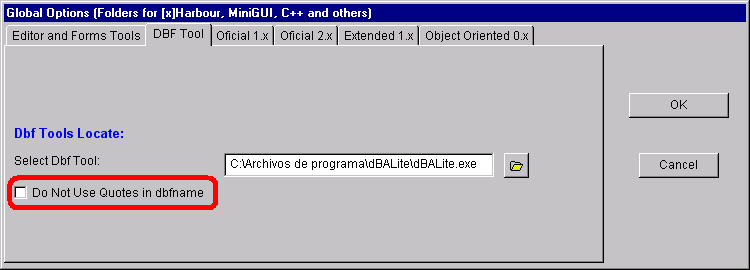 Global Options (Folders for [x]Harbour, MiniGUI, C++ and others)
Editor and Forms Tools DBF Tool Oficial 1.x Oficial 2.x Extended 1.x Object Oriented 0.x
OK
Dbf Tools Locate:
Select Dbf Tool: C:\Archivos de programa\dBALite\dBALite.exe Cancel
Do Not Use Quotes in dbfname